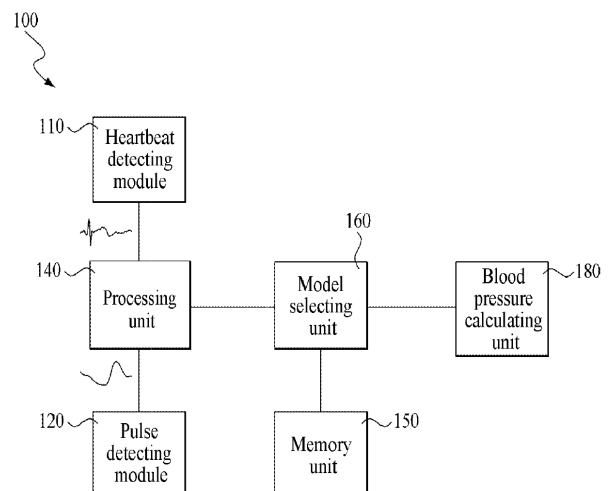 100
110
Heartbeat
detecting
module
140
Processing
unit
160
Model
selecting
unit
Blood
pressure
calculating
unit
180
120
Pulse
detecting
module
Memory
unit
150